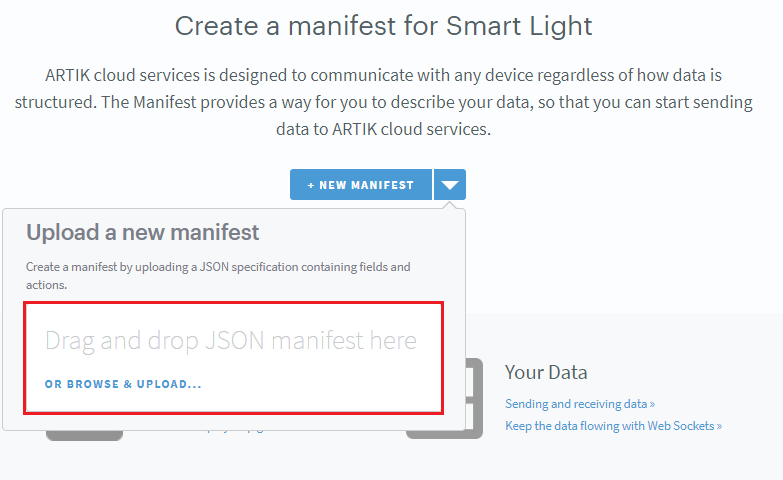 Create a manifest for Smart Light
ARTIK cloud services is designed to communicate with any device regardless of how data is
structured. The Manifest provides a way for you to describe your data, so that you can start sending
data to ARTIK cloud services.
+ NEW MANIFEST
Upload a new manifest
Create a manifest by uploading a JSON specification containing fields and
actions.
Drag and drop JSON manifest here
OR BROWSE & UPLOAD...
Your Data
Sending and receiving data »
Keep the data flowing with Web Sockets »